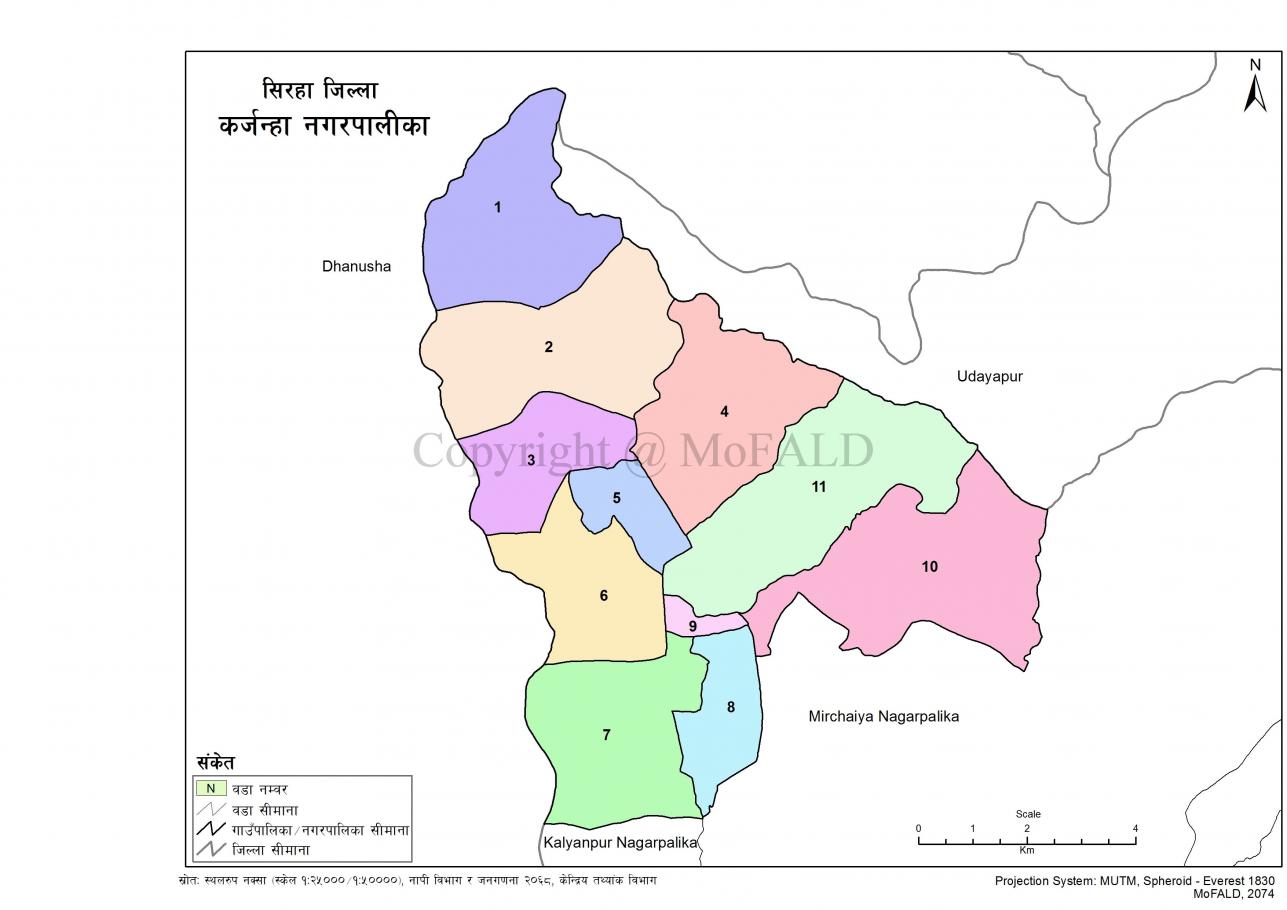 सिरहा जिल्ला
कर्जन्हा नगरपालीका
N
1
Dhanusha
2
Udayapur
4
Copyright @ MoFALD
3
11
5
10
6
9
8
Mirchaiya Nagarpalika
7
संकेत
N वडा नम्वर
वडा सीमाना
गाउँपालिका/नगरपालिका सीमाना
जिल्ला सीमाना
Scale
0 1 2 4
Km
Kalyanpur Nagarpalika
स्रोत: स्थलरुप नक्सा (स्केल १:२५०००/१:५००००), नापी विभाग र जनगणना २०६८, केन्द्रिय तथ्यांक विभाग
Projection System: MUTM, Spheroid - Everest 1830
MoFALD, 2074